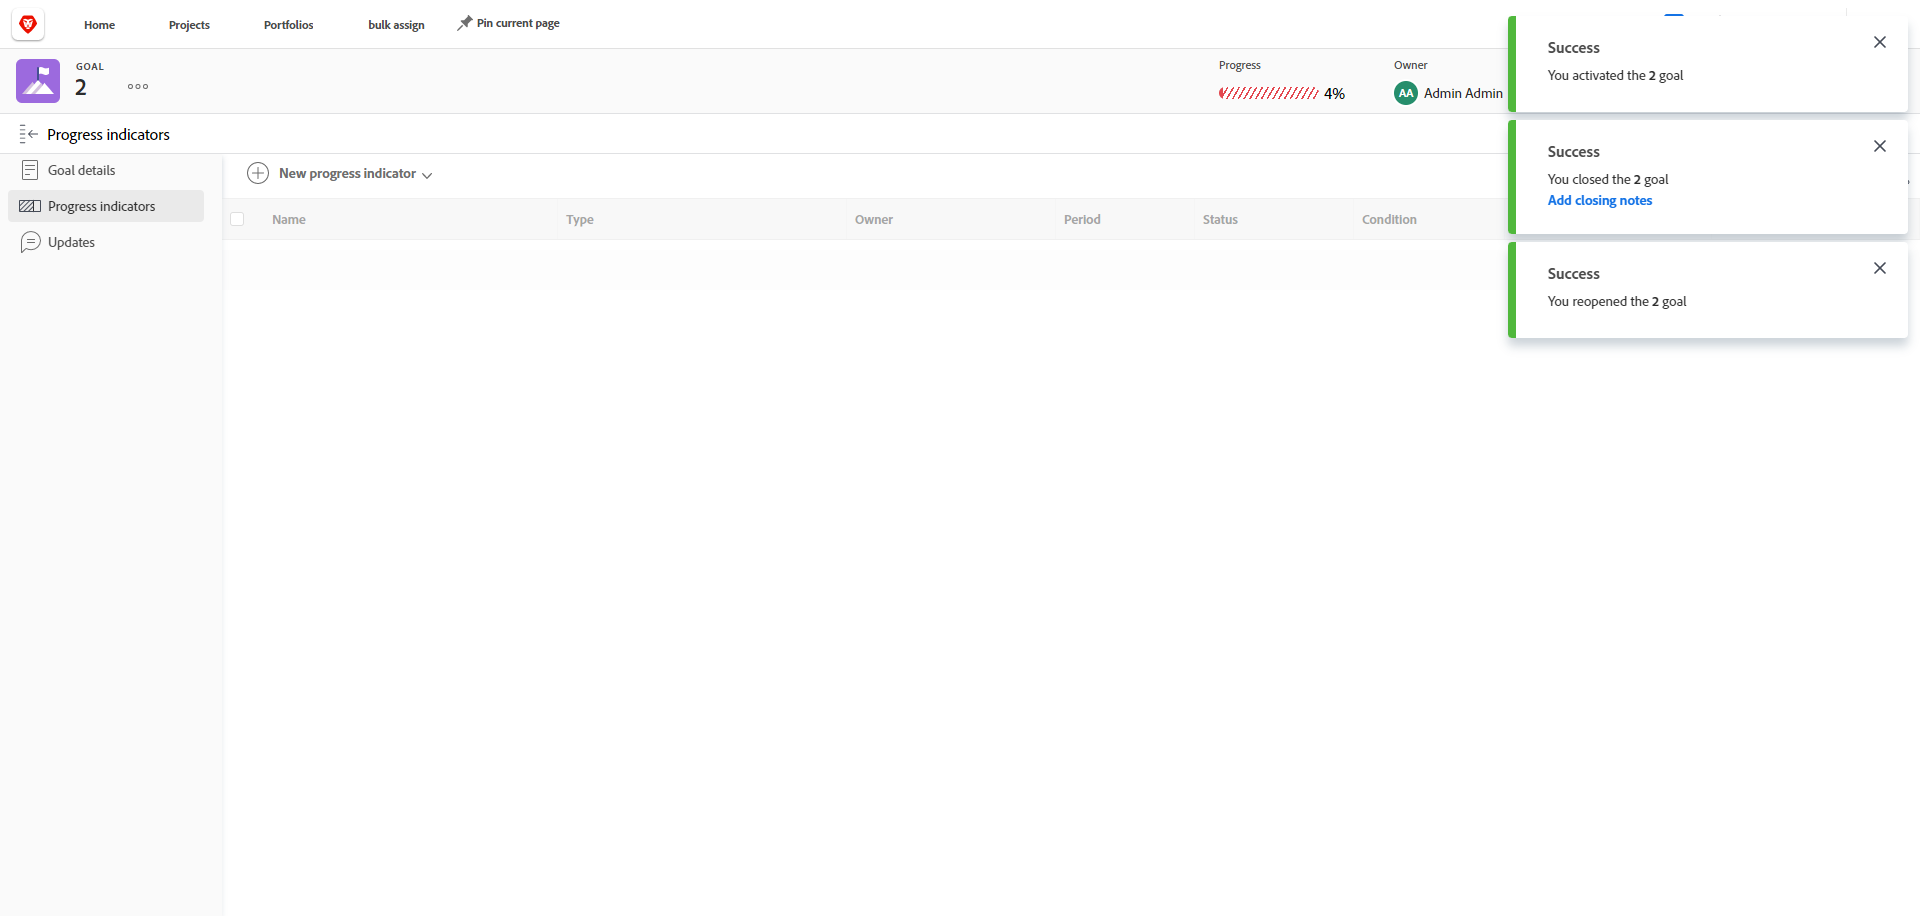 Home Projects Portfolios bulk assign Pin current page
GOAL
2
Progress
4%
Owner
AA Admin Admin
Progress indicators
Goal details
Progress indicators
Updates
New progress indicator
Name Type Owner Period Status Condition
Success
You activated the 2 goal
Success
You closed the 2 goal
Add closing notes
Success
You reopened the 2 goal